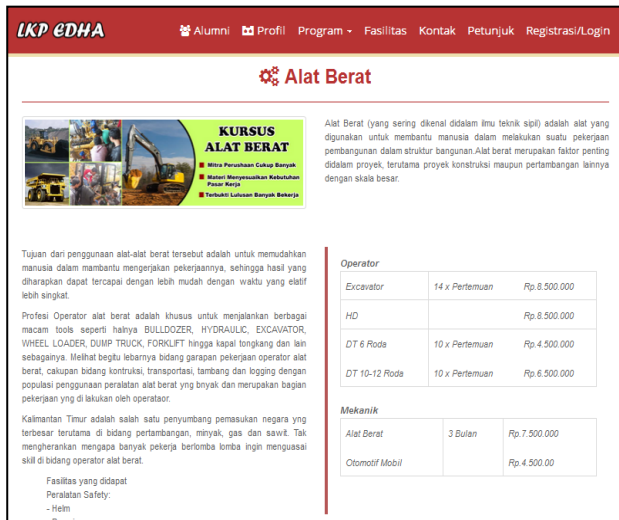 LKP EDHA
Alumni Profil Program Fasilitas Kontak Petunjuk Registrasi/Login
Alat Berat
KURSUS
ALAT BERAT
Mitra Perushaan Cukup Banyak
Materi Menyesuaikan Kebutuhan
Pasar Kerja
Terbukti Lulusan Banyak Bekerja
Alat Berat (yang sering dikenal didalam ilmu teknik sipil) adalah alat yang
digunakan untuk membantu manusia dalam melakukan suatu pekerjaan
pembangunan dalam struktur bangunan.Alat berat merupakan faktor penting
didalam proyek, terutama proyek konstruksi maupun pertambangan lainnya
dengan skala besar.
Tujuan dari penggunaan alat-alat berat tersebut adalah untuk memudahkan
manusia dalam mambantu mengerjakan pekerjaannya, sehingga hasil yang
diharapkan dapat tercapai dengan lebih mudah dengan waktu yang elatif
lebih singkat.
Profesi Operator alat berat adalah khusus untuk menjalankan berbagai
macam tools seperti halnya BULLDOZER, HYDRAULIC, EXCAVATOR,
WHEEL LOADER, DUMP TRUCK, FORKLIFT hingga kapal tongkang dan lain
sebagainya. Melihat begitu lebarnya bidang garapan pekerjaan operator alat
berat, cakupan bidang kontruksi, transportasi, tambang dan logging dengan
populasi penggunaan peralatan alat berat yng bnyak dan merupakan bagian
pekerjaan yng di lakukan oleh operataor.
Kalimantan Timur adalah salah satu penyumbang pemasukan negara yng
terbesar terutama di bidang pertambangan, minyak, gas dan sawit. Tak
mengherankan mengapa banyak pekerja berlomba lomba ingin menguasai
skill di bidang operator alat berat.
Fasilitas yang didapat
Peralatan Safety:
- Helm
Operator
Excavator 14 x Pertemuan Rp.8.500.000
HD Rp.8.500.000
DT 6 Roda 10 x Pertemuan Rp.4.500.000
DT 10-12 Roda 10 x Pertemuan Rp.6.500.000
Mekanik
Alat Berat 3 Bulan Rp.7.500.000
Otomotif Mobil Rp.4.500.00